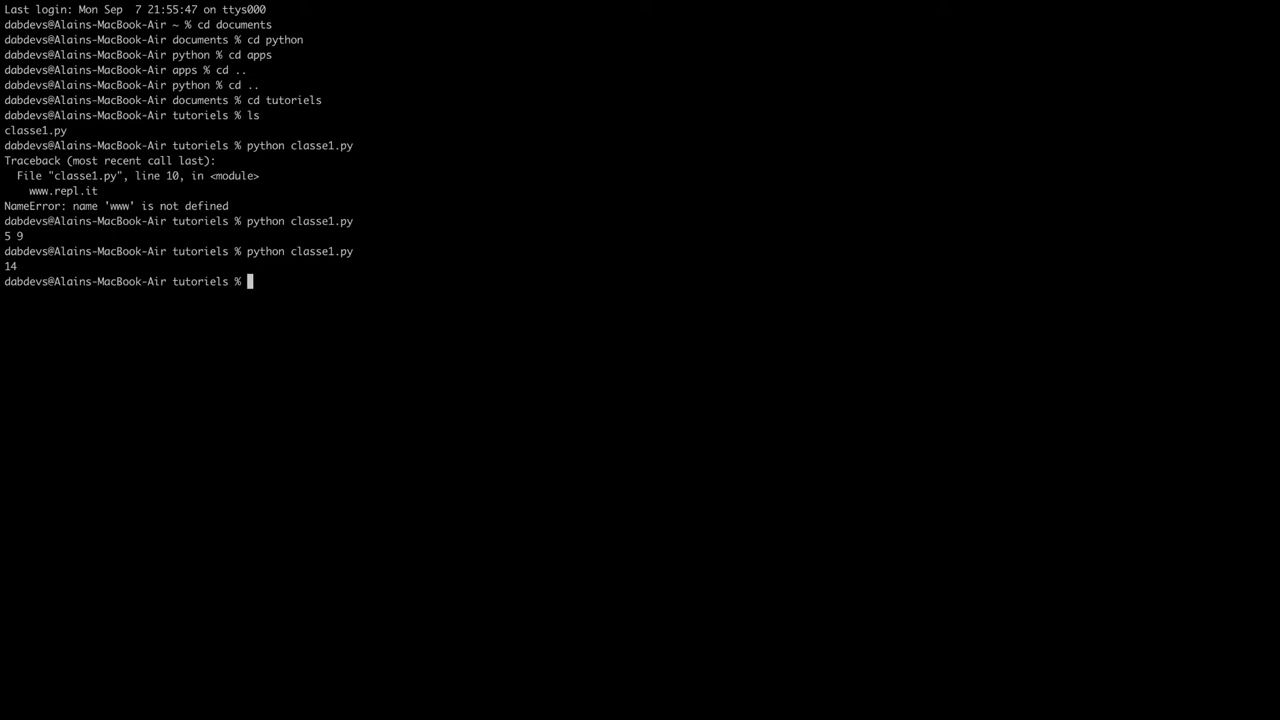 Last login: Mon Sep  7 21:55:47 on ttys000
dabdevs@Alains-MacBook-Air ~ % cd documents
dabdevs@Alains-MacBook-Air documents % cd python
dabdevs@Alains-MacBook-Air python % cd apps
dabdevs@Alains-MacBook-Air apps % cd ..
dabdevs@Alains-MacBook-Air python % cd ..
dabdevs@Alains-MacBook-Air documents % cd tutoriels
dabdevs@Alains-MacBook-Air tutoriels % ls
classe1.py
dabdevs@Alains-MacBook-Air tutoriels % python classe1.py
Traceback (most recent call last):
  File "classe1.py", line 10, in <module>
    www.repl.it
NameError: name 'www' is not defined
dabdevs@Alains-MacBook-Air tutoriels % python classe1.py
5 9
dabdevs@Alains-MacBook-Air tutoriels % python classe1.py
14
dabdevs@Alains-MacBook-Air tutoriels %